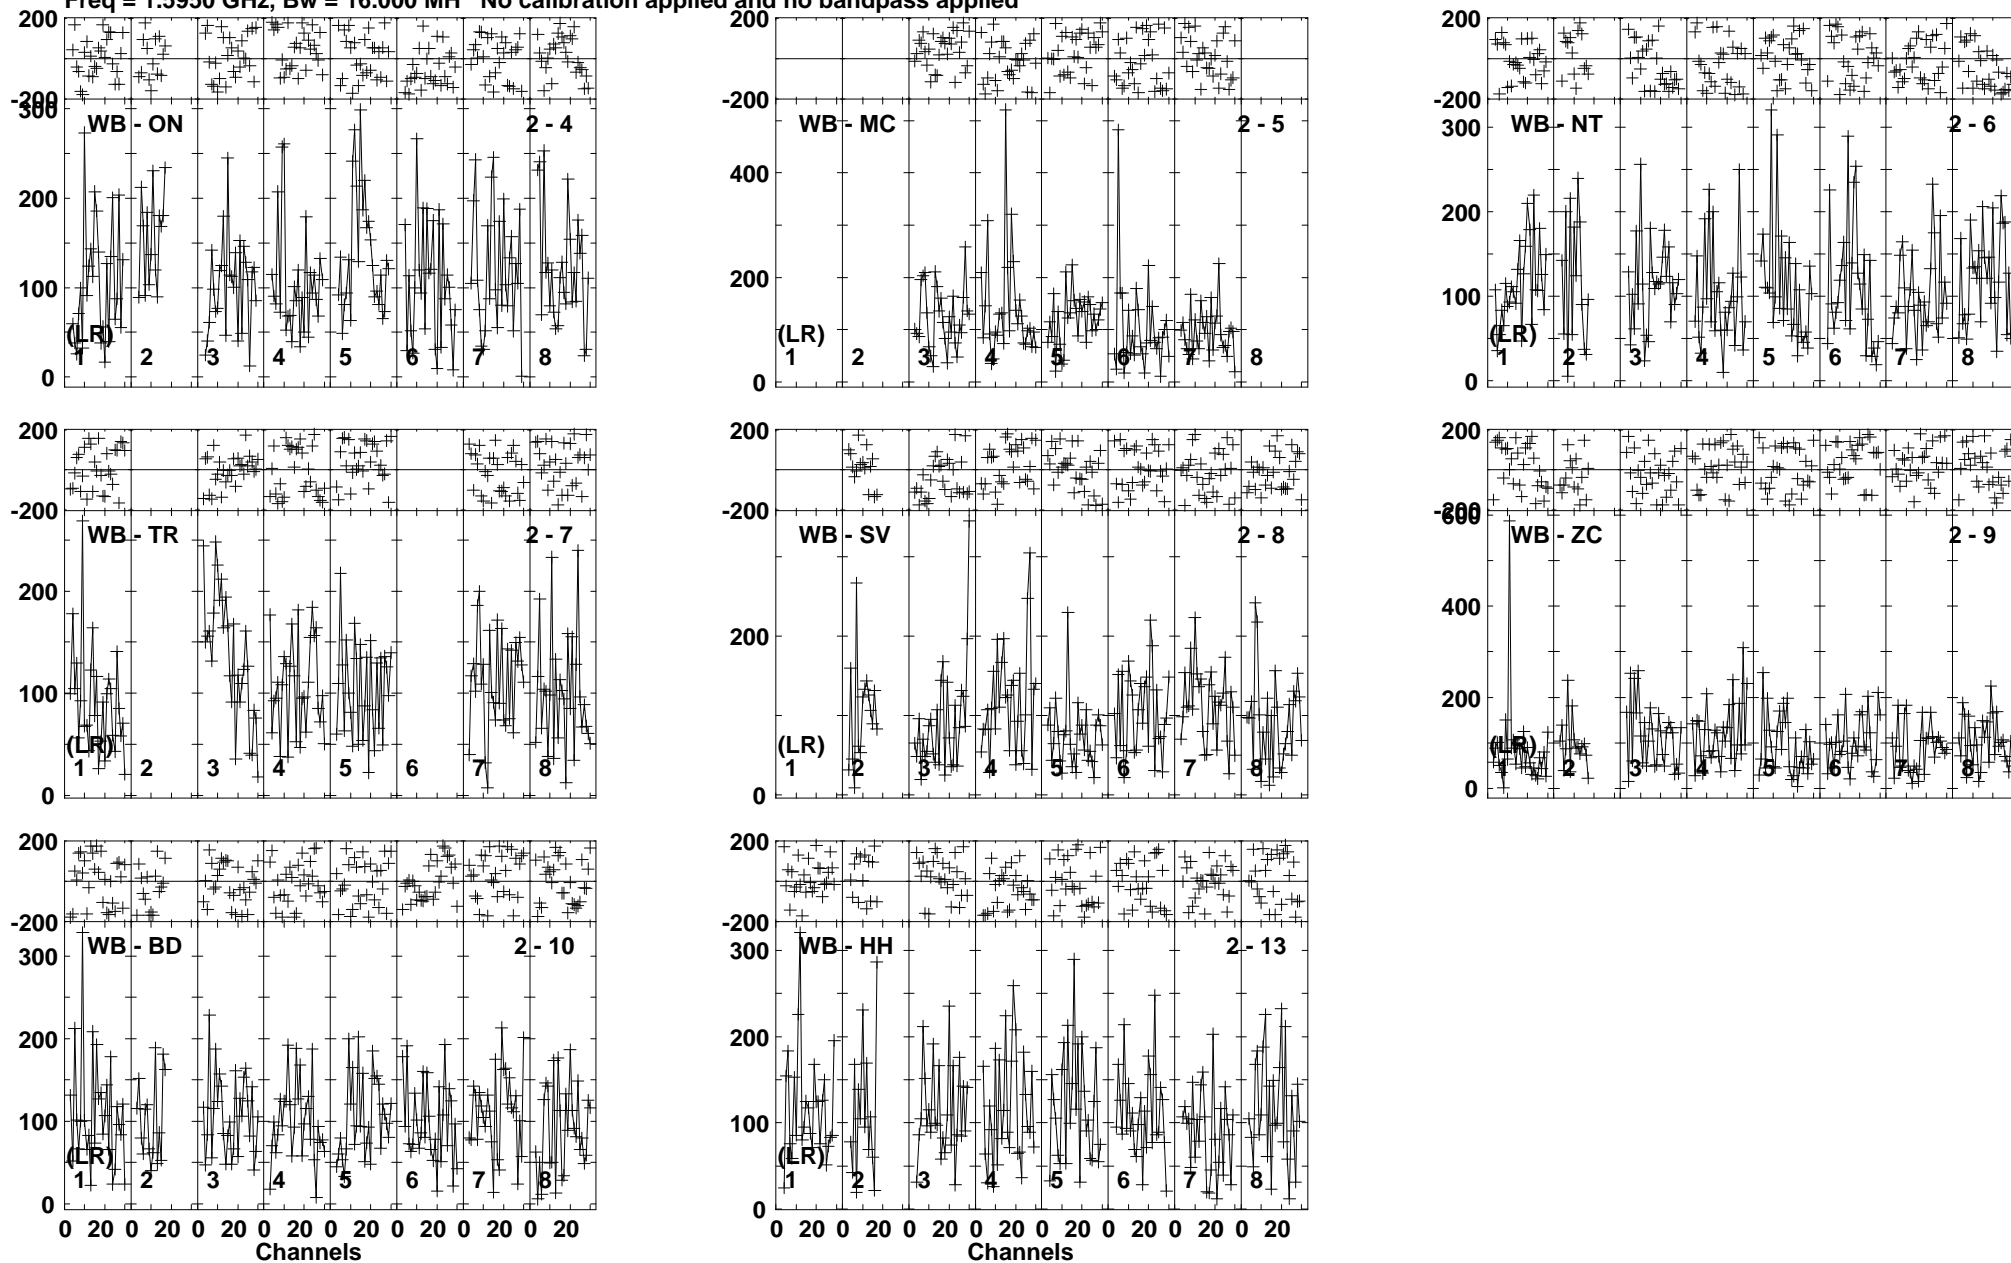 Freq = 1.5950 GHz, Bw = 16.000 MH No calibration applied and no bandpass applied
200
-200
300
200
100
0
WB - ON
2 - 4
(LR)
1 2 3 4 5 6 7 8
200
-200
400
200
0
WB - MC
2 - 5
(LR)
1 2 3 4 5 6 7 8
200
-200
300
200
100
0
WB - NT
2 - 6
(LR)
1 2 3 4 5 6 7 8
200
-200
200
100
0
WB - TR
2 - 7
(LR)
1 2 3 4 5 6 7 8
200
-200
200
0
WB - SV
2 - 8
(LR)
1 2 3 4 5 6 7 8
200
-200
600
400
200
0
WB - ZC
2 - 9
(LR)
1 2 3 4 5 6 7 8
200
-200
300
200
100
0
WB - BD
2 - 10
(LR)
1 2 3 4 5 6 7 8
0 20 0 20 0 20 0 20 0 20 0 20 0 20 0 20
Channels
200
-200
300
200
100
0
WB - HH
2 - 13
(LR)
1 2 3 4 5 6 7 8
0 20 0 20 0 20 0 20 0 20 0 20 0 20 0 20
Channels